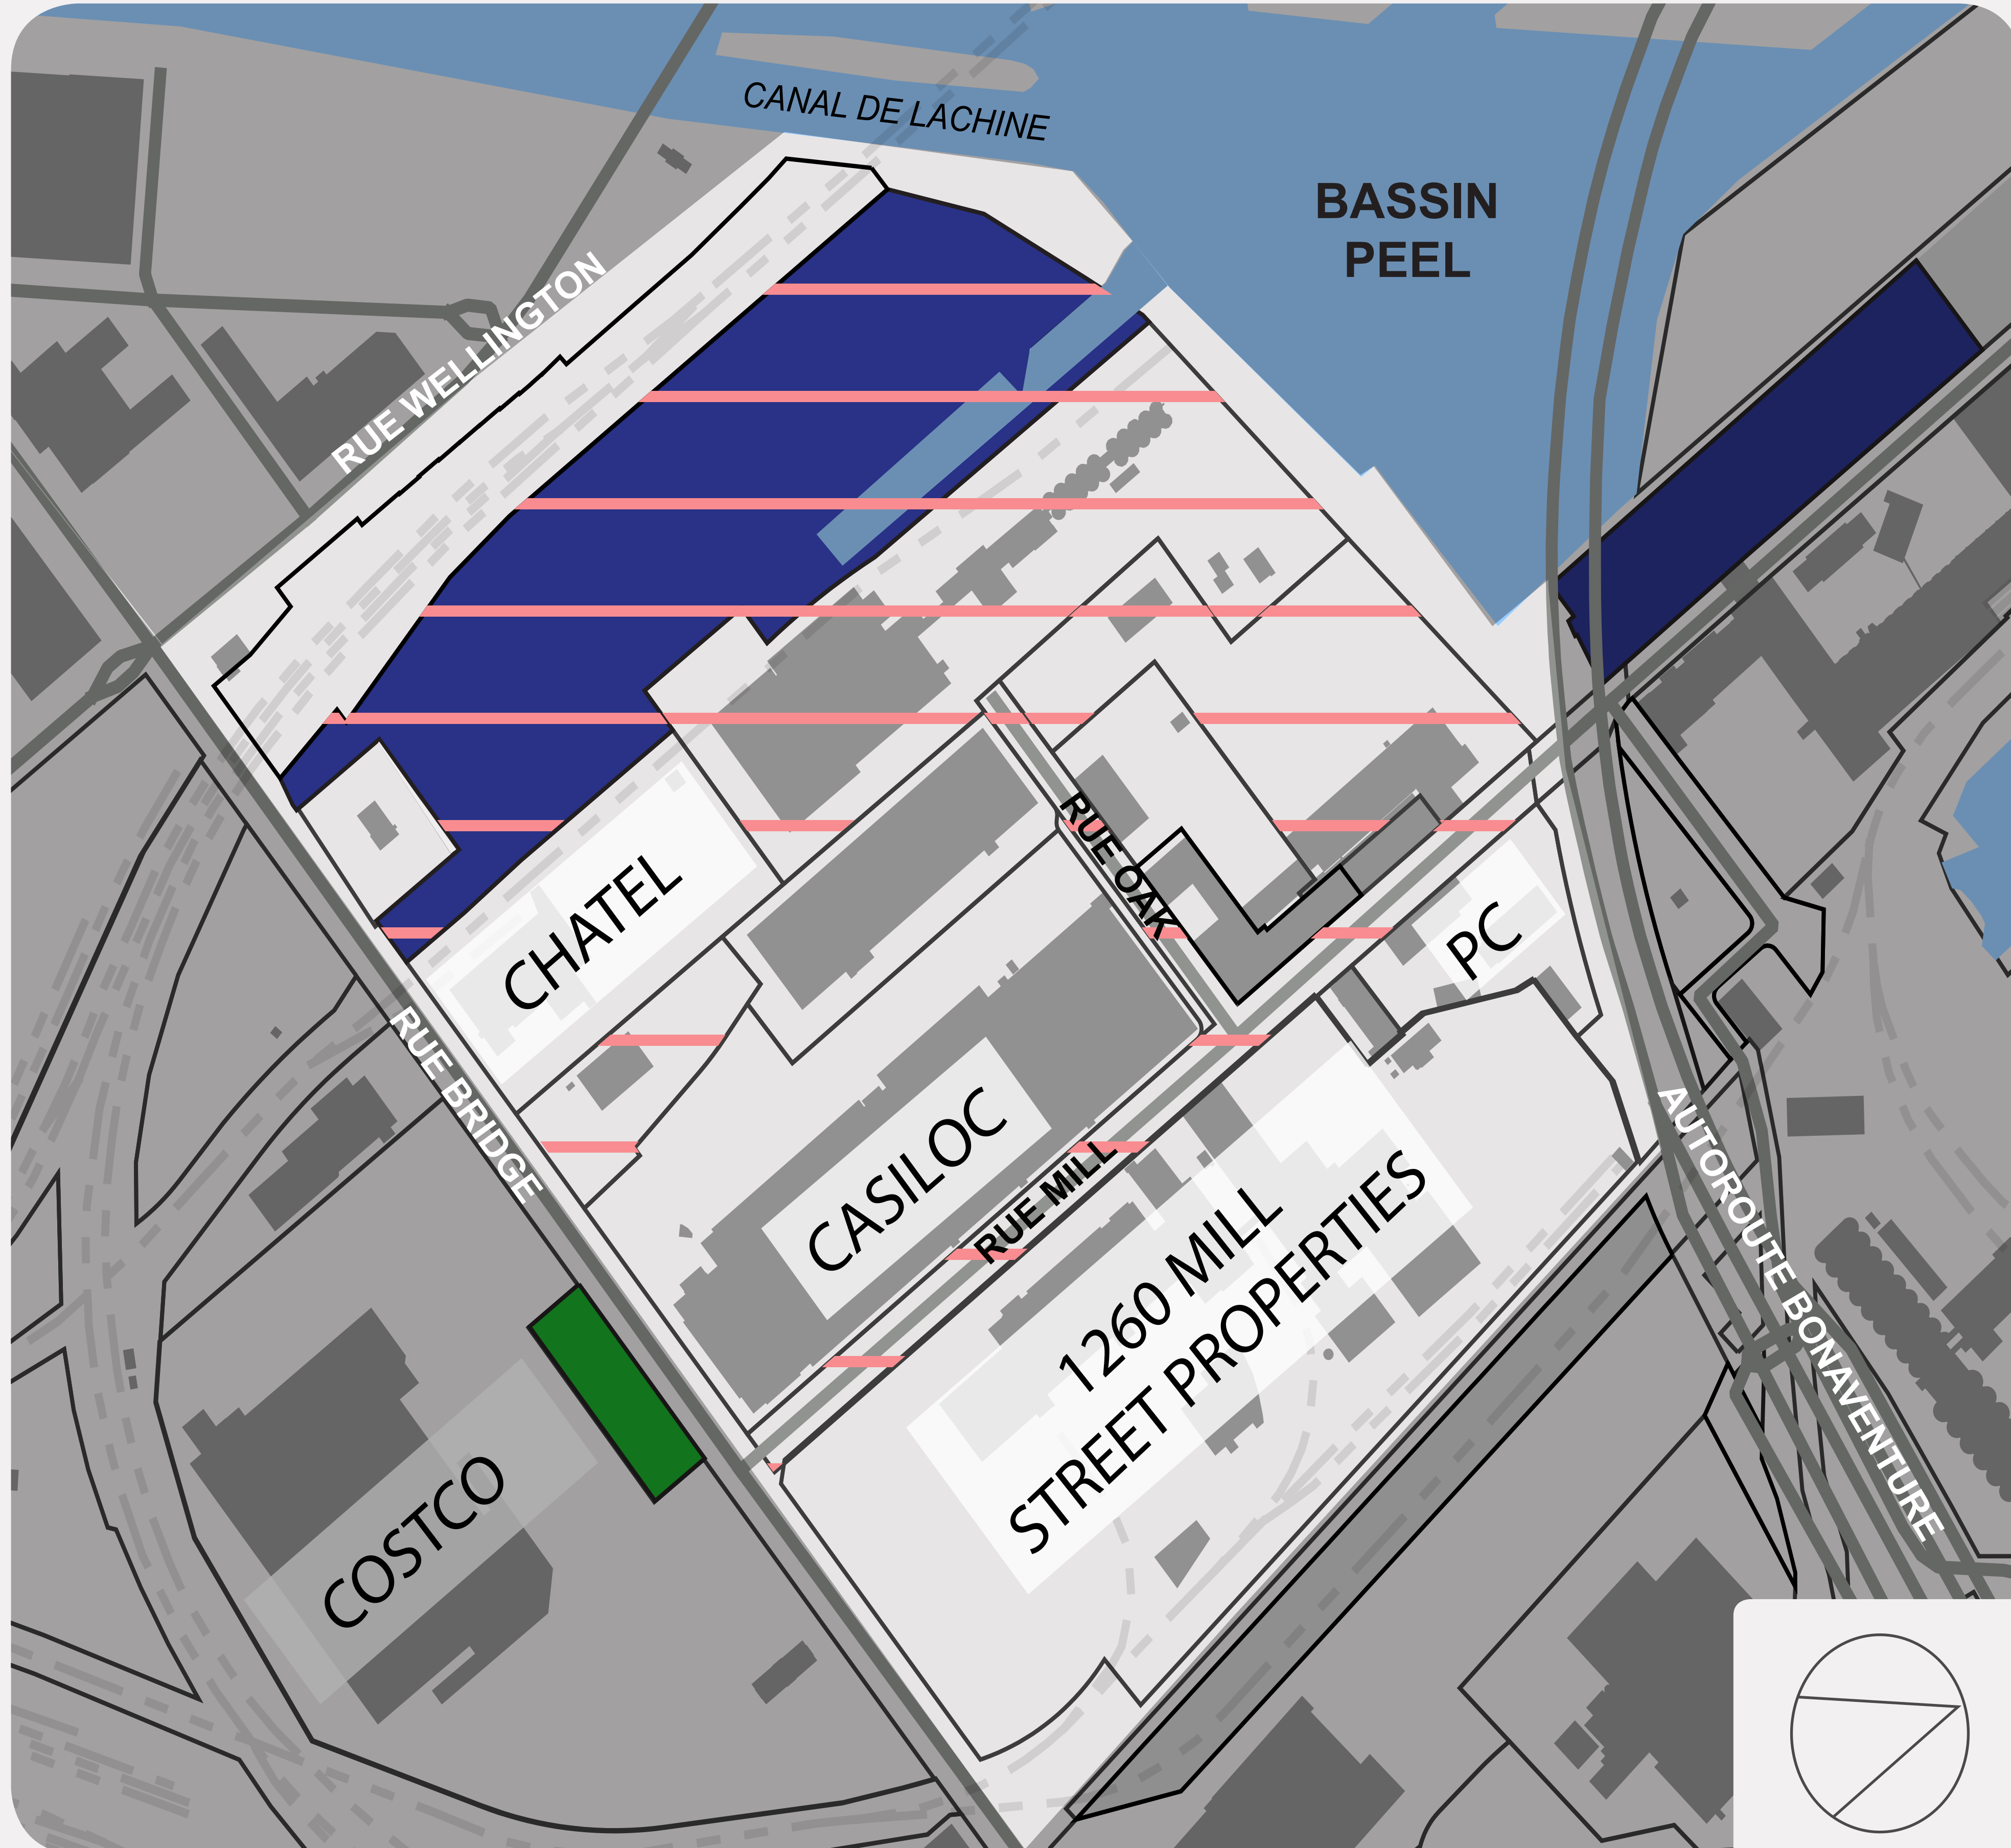 CANAL DE LACHINE
BASSIN
PEEL
RUE WELLINGTON
RUE OAK
CHATEL
PC
RUE BRIDGE
CASILOC
RUE MILL
AUTOROUTE BONAVENTURE
1260 MILL
STREET PROPERTIES
COSTCO